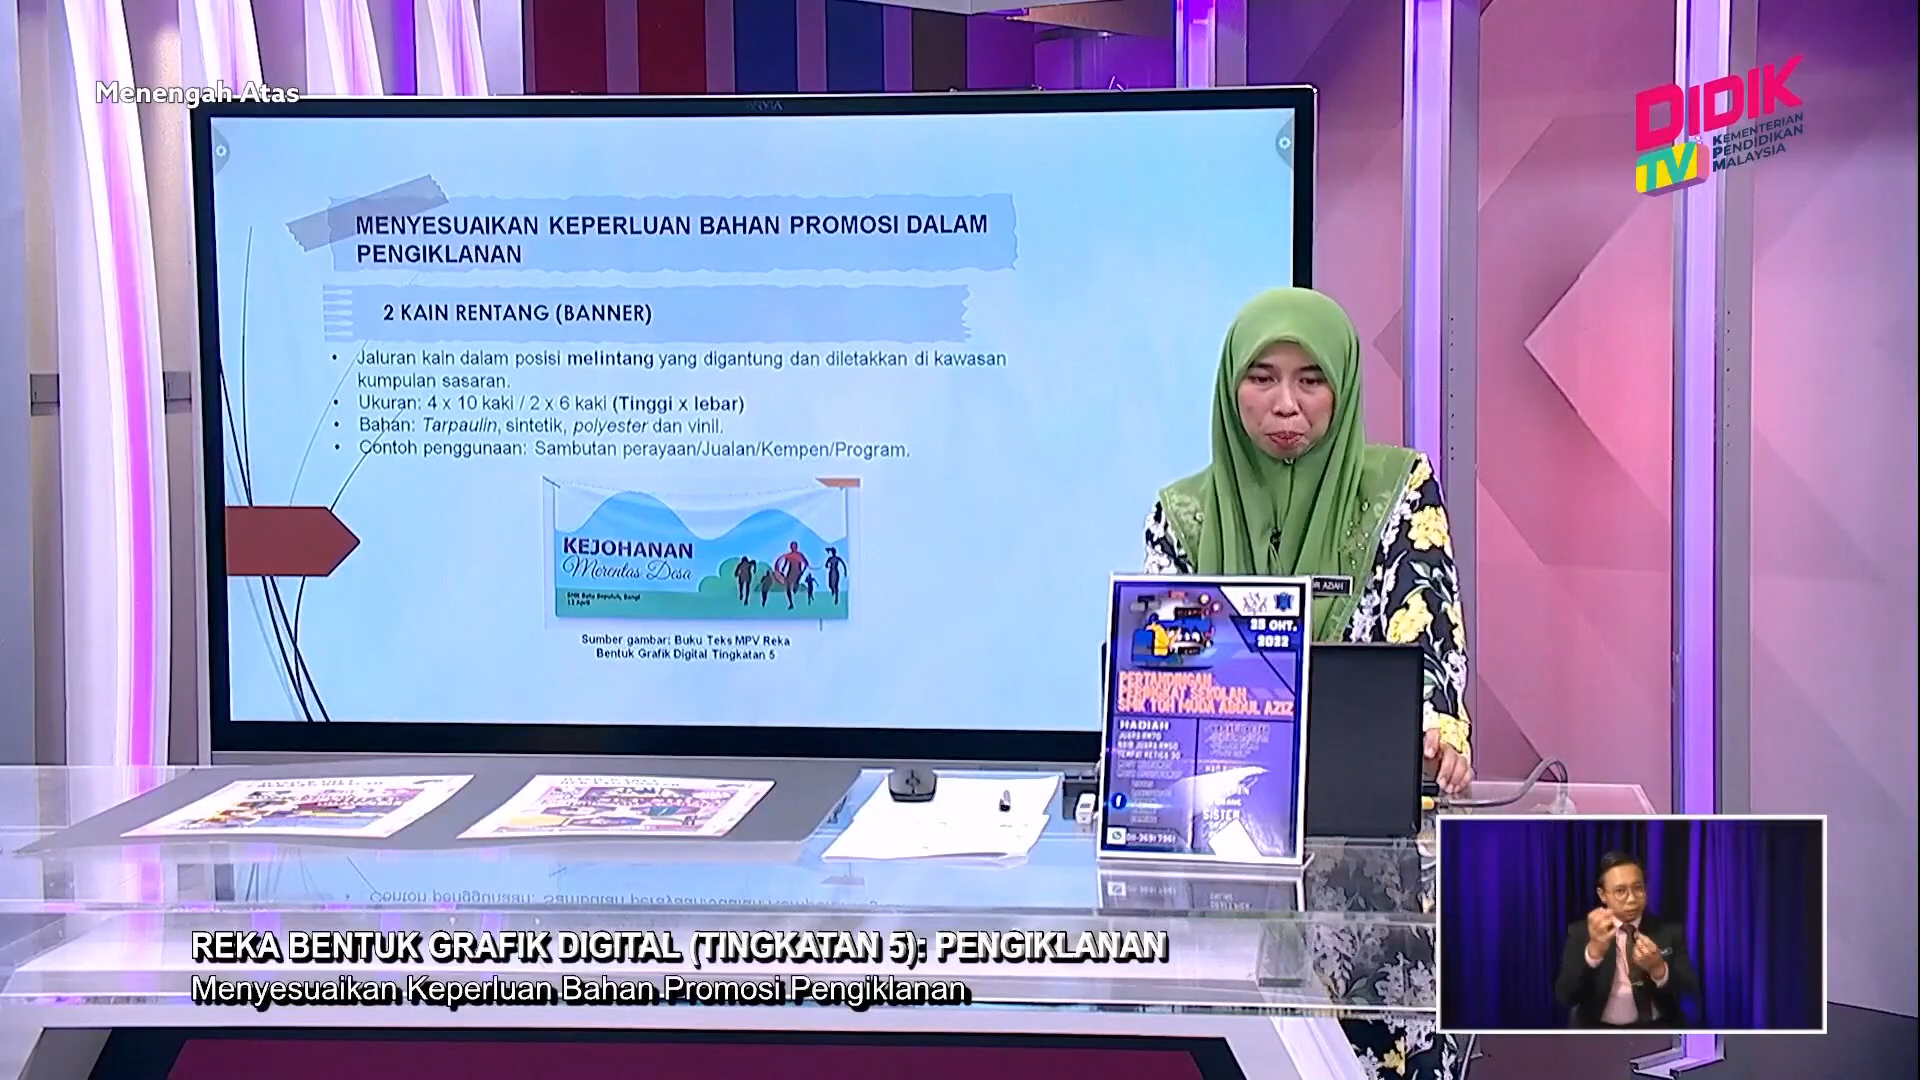 Menengah Atas
DIDIK
TV
KEMENTERIAN
PENDIDIKAN
MALAYSIA
MENYESUAIKAN KEPERLUAN BAHAN PROMOSI DALAM
PENGIKLANAN
2 KAIN RENTANG (BANNER)
• Jaluran kain dalam posisi melintang yang digantung dan diletakkan di kawasan
kumpulan sasaran.
• Ukuran: 4 x 10 kaki / 2 x 6 kaki (Tinggi x lebar)
• Bahan: Tarpaulin, sintetik, polyester dan vinil.
• Contoh penggunaan: Sambutan perayaan/Jualan/Kempen/Program.
KEJOHANAN
Merentas Desa
Sumber gambar: Buku Teks MPV Reka
Bentuk Grafik Digital Tingkatan 5
AZIAH
25 OKT.
2022
PERTANDINGAN
PERINGKAT SEKOLAH
SMK TOH MUDA ABDUL AZIZ
HADIAH
REKA BENTUK GRAFIK DIGITAL (TINGKATAN 5): PENGIKLANAN
Menyesuaikan Keperluan Bahan Promosi Pengiklanan